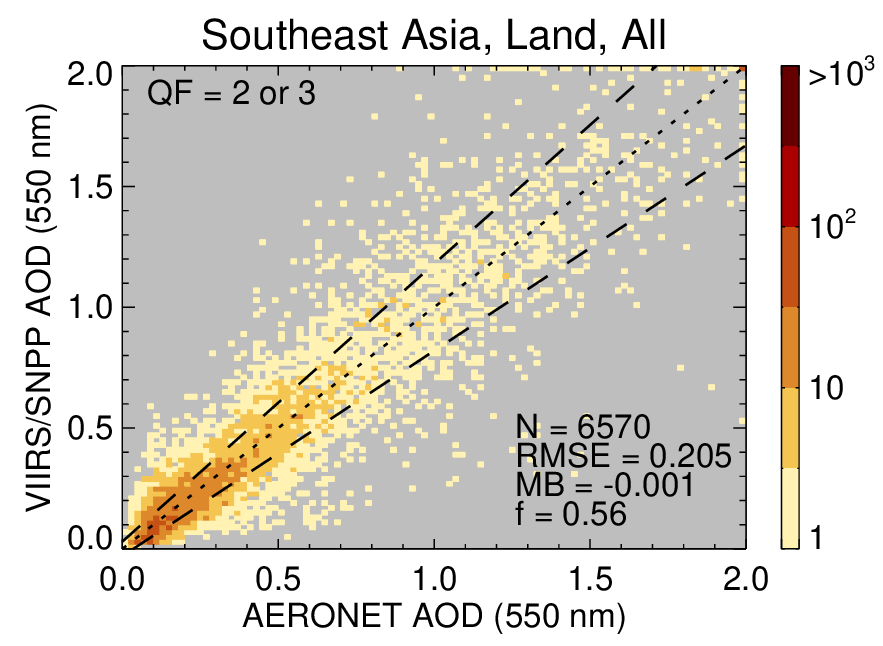 Southeast Asia, Land, All
QF = 2 or 3
VIIRS/SNPP AOD (550 nm)
2.0
1.5
1.0
0.5
0.0
N = 6570
RMSE = 0.205
MB = -0.001
f = 0.56
0.0 0.5 1.0 1.5 2.0
AERONET AOD (550 nm)
>10³
10²
10
1